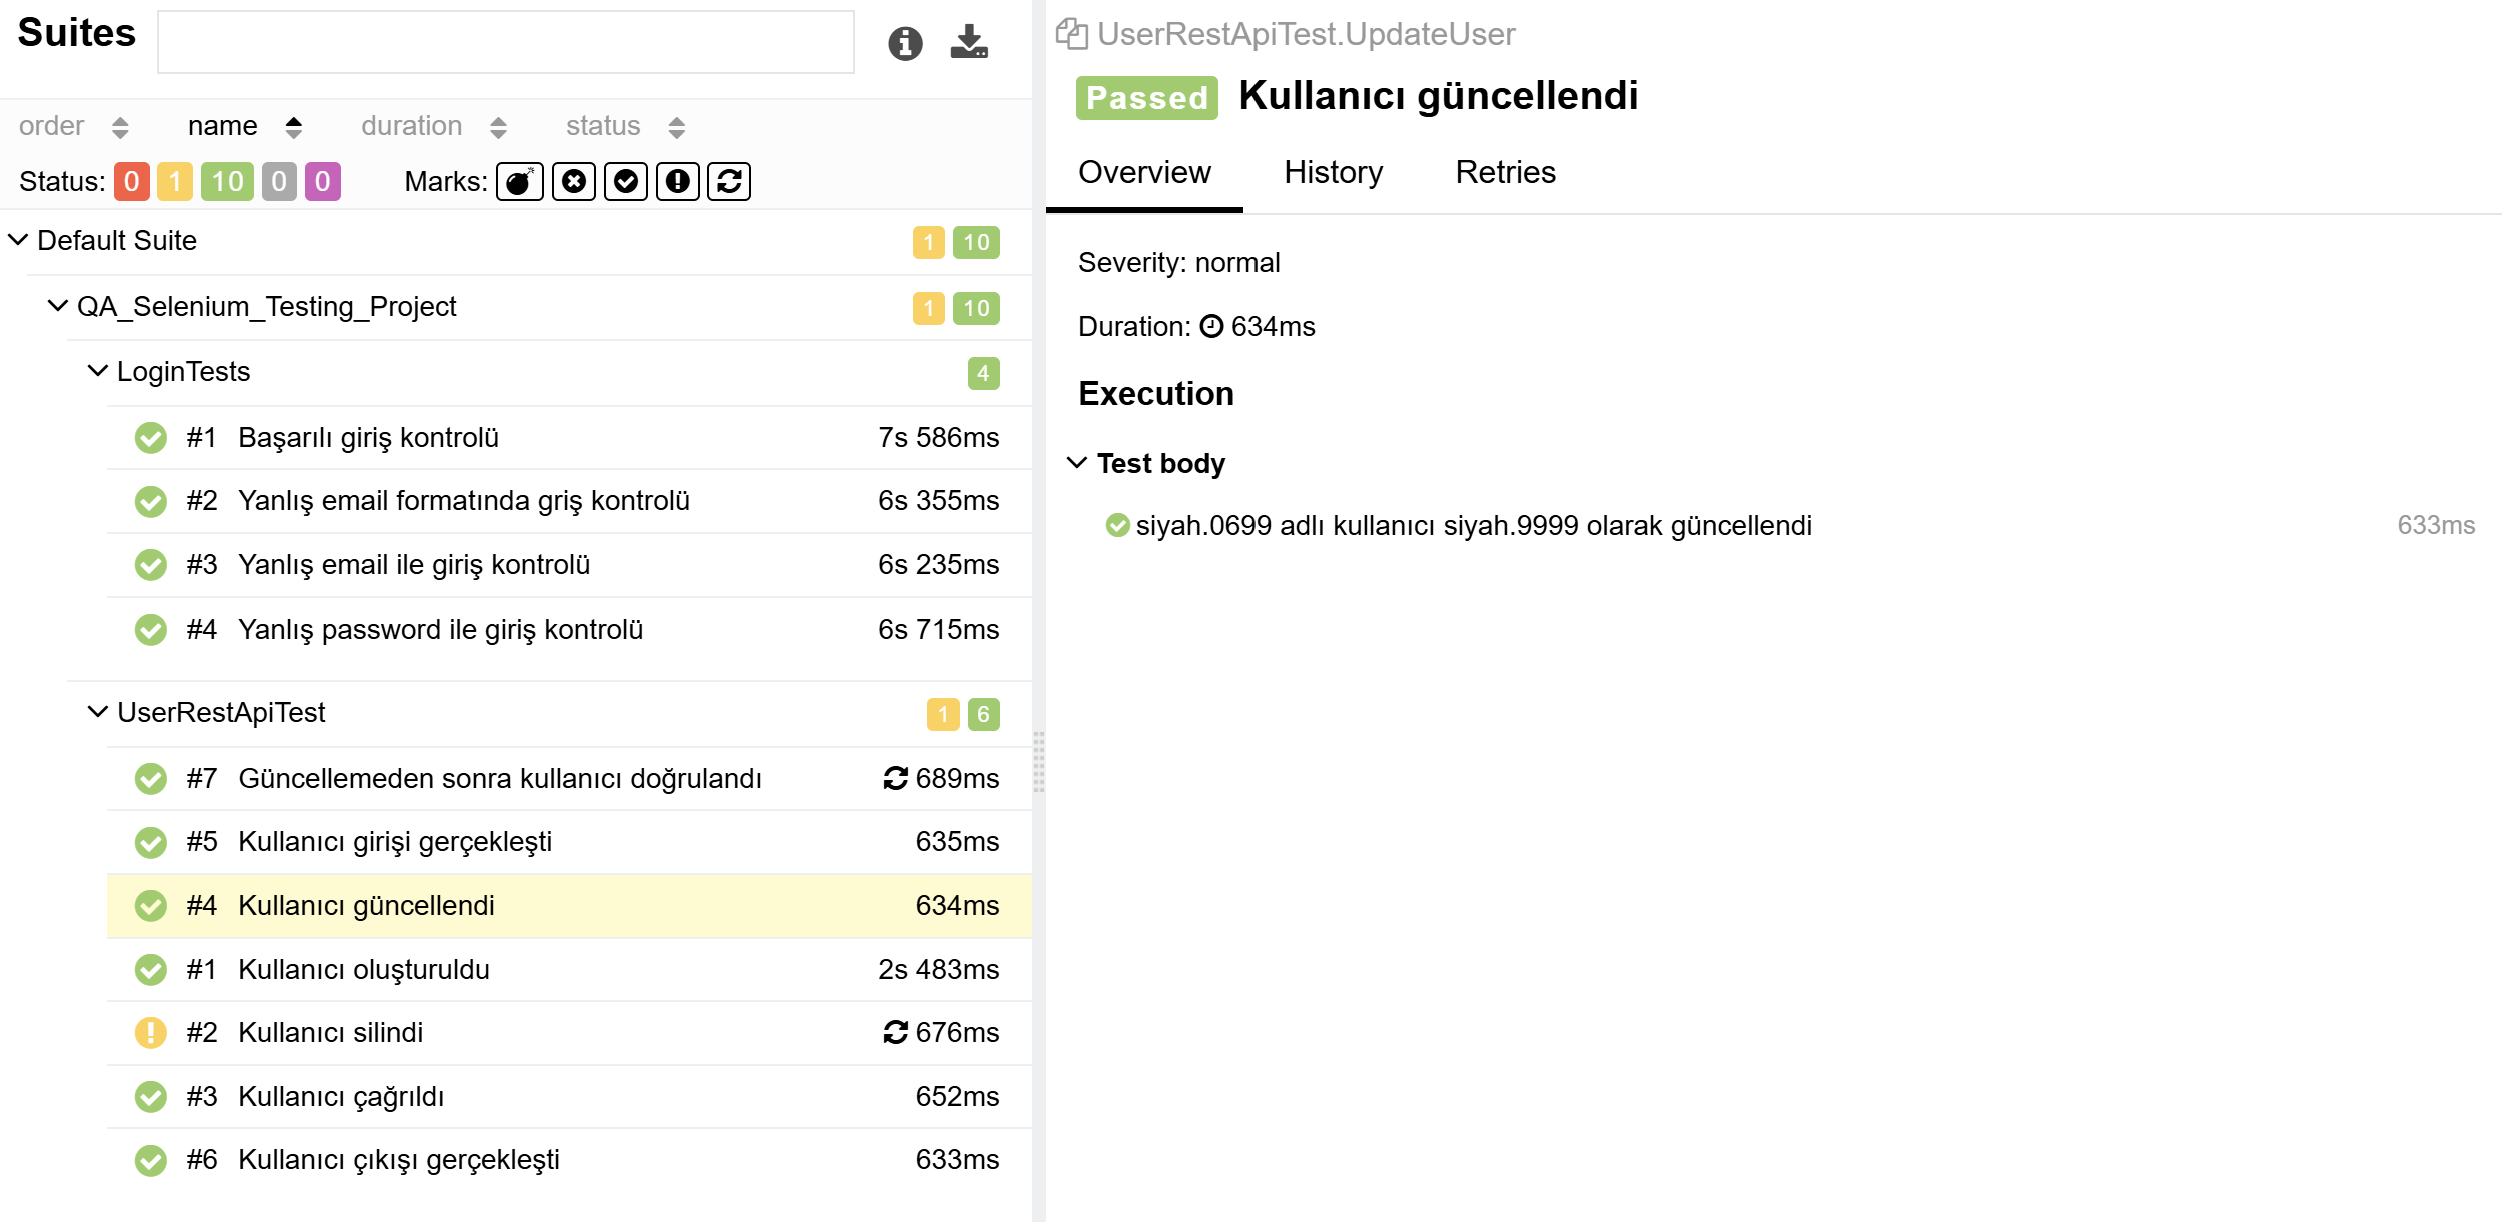 Suites
order name duration status
Status: 0 1 10 0 0 Marks:
Default Suite 1 10
QA_Selenium_Testing_Project 1 10
LoginTests 4
#1 Başarılı giriş kontrolü 7s 586ms
#2 Yanlış email formatında griş kontrolü 6s 355ms
#3 Yanlış email ile giriş kontrolü 6s 235ms
#4 Yanlış password ile giriş kontrolü 6s 715ms
UserRestApiTest 1 6
#7 Güncellemeden sonra kullanıcı doğrulandı 689ms
#5 Kullanıcı girişi gerçekleşti 635ms
#4 Kullanıcı güncellendi 634ms
#1 Kullanıcı oluşturuldu 2s 483ms
#2 Kullanıcı silindi 676ms
#3 Kullanıcı çağrıldı 652ms
#6 Kullanıcı çıkışı gerçekleşti 633ms
UserRestApiTest.UpdateUser
Passed Kullanıcı güncellendi
Overview History Retries
Severity: normal
Duration: 634ms
Execution
Test body
siyah.0699 adlı kullanıcı siyah.9999 olarak güncellendi 633ms